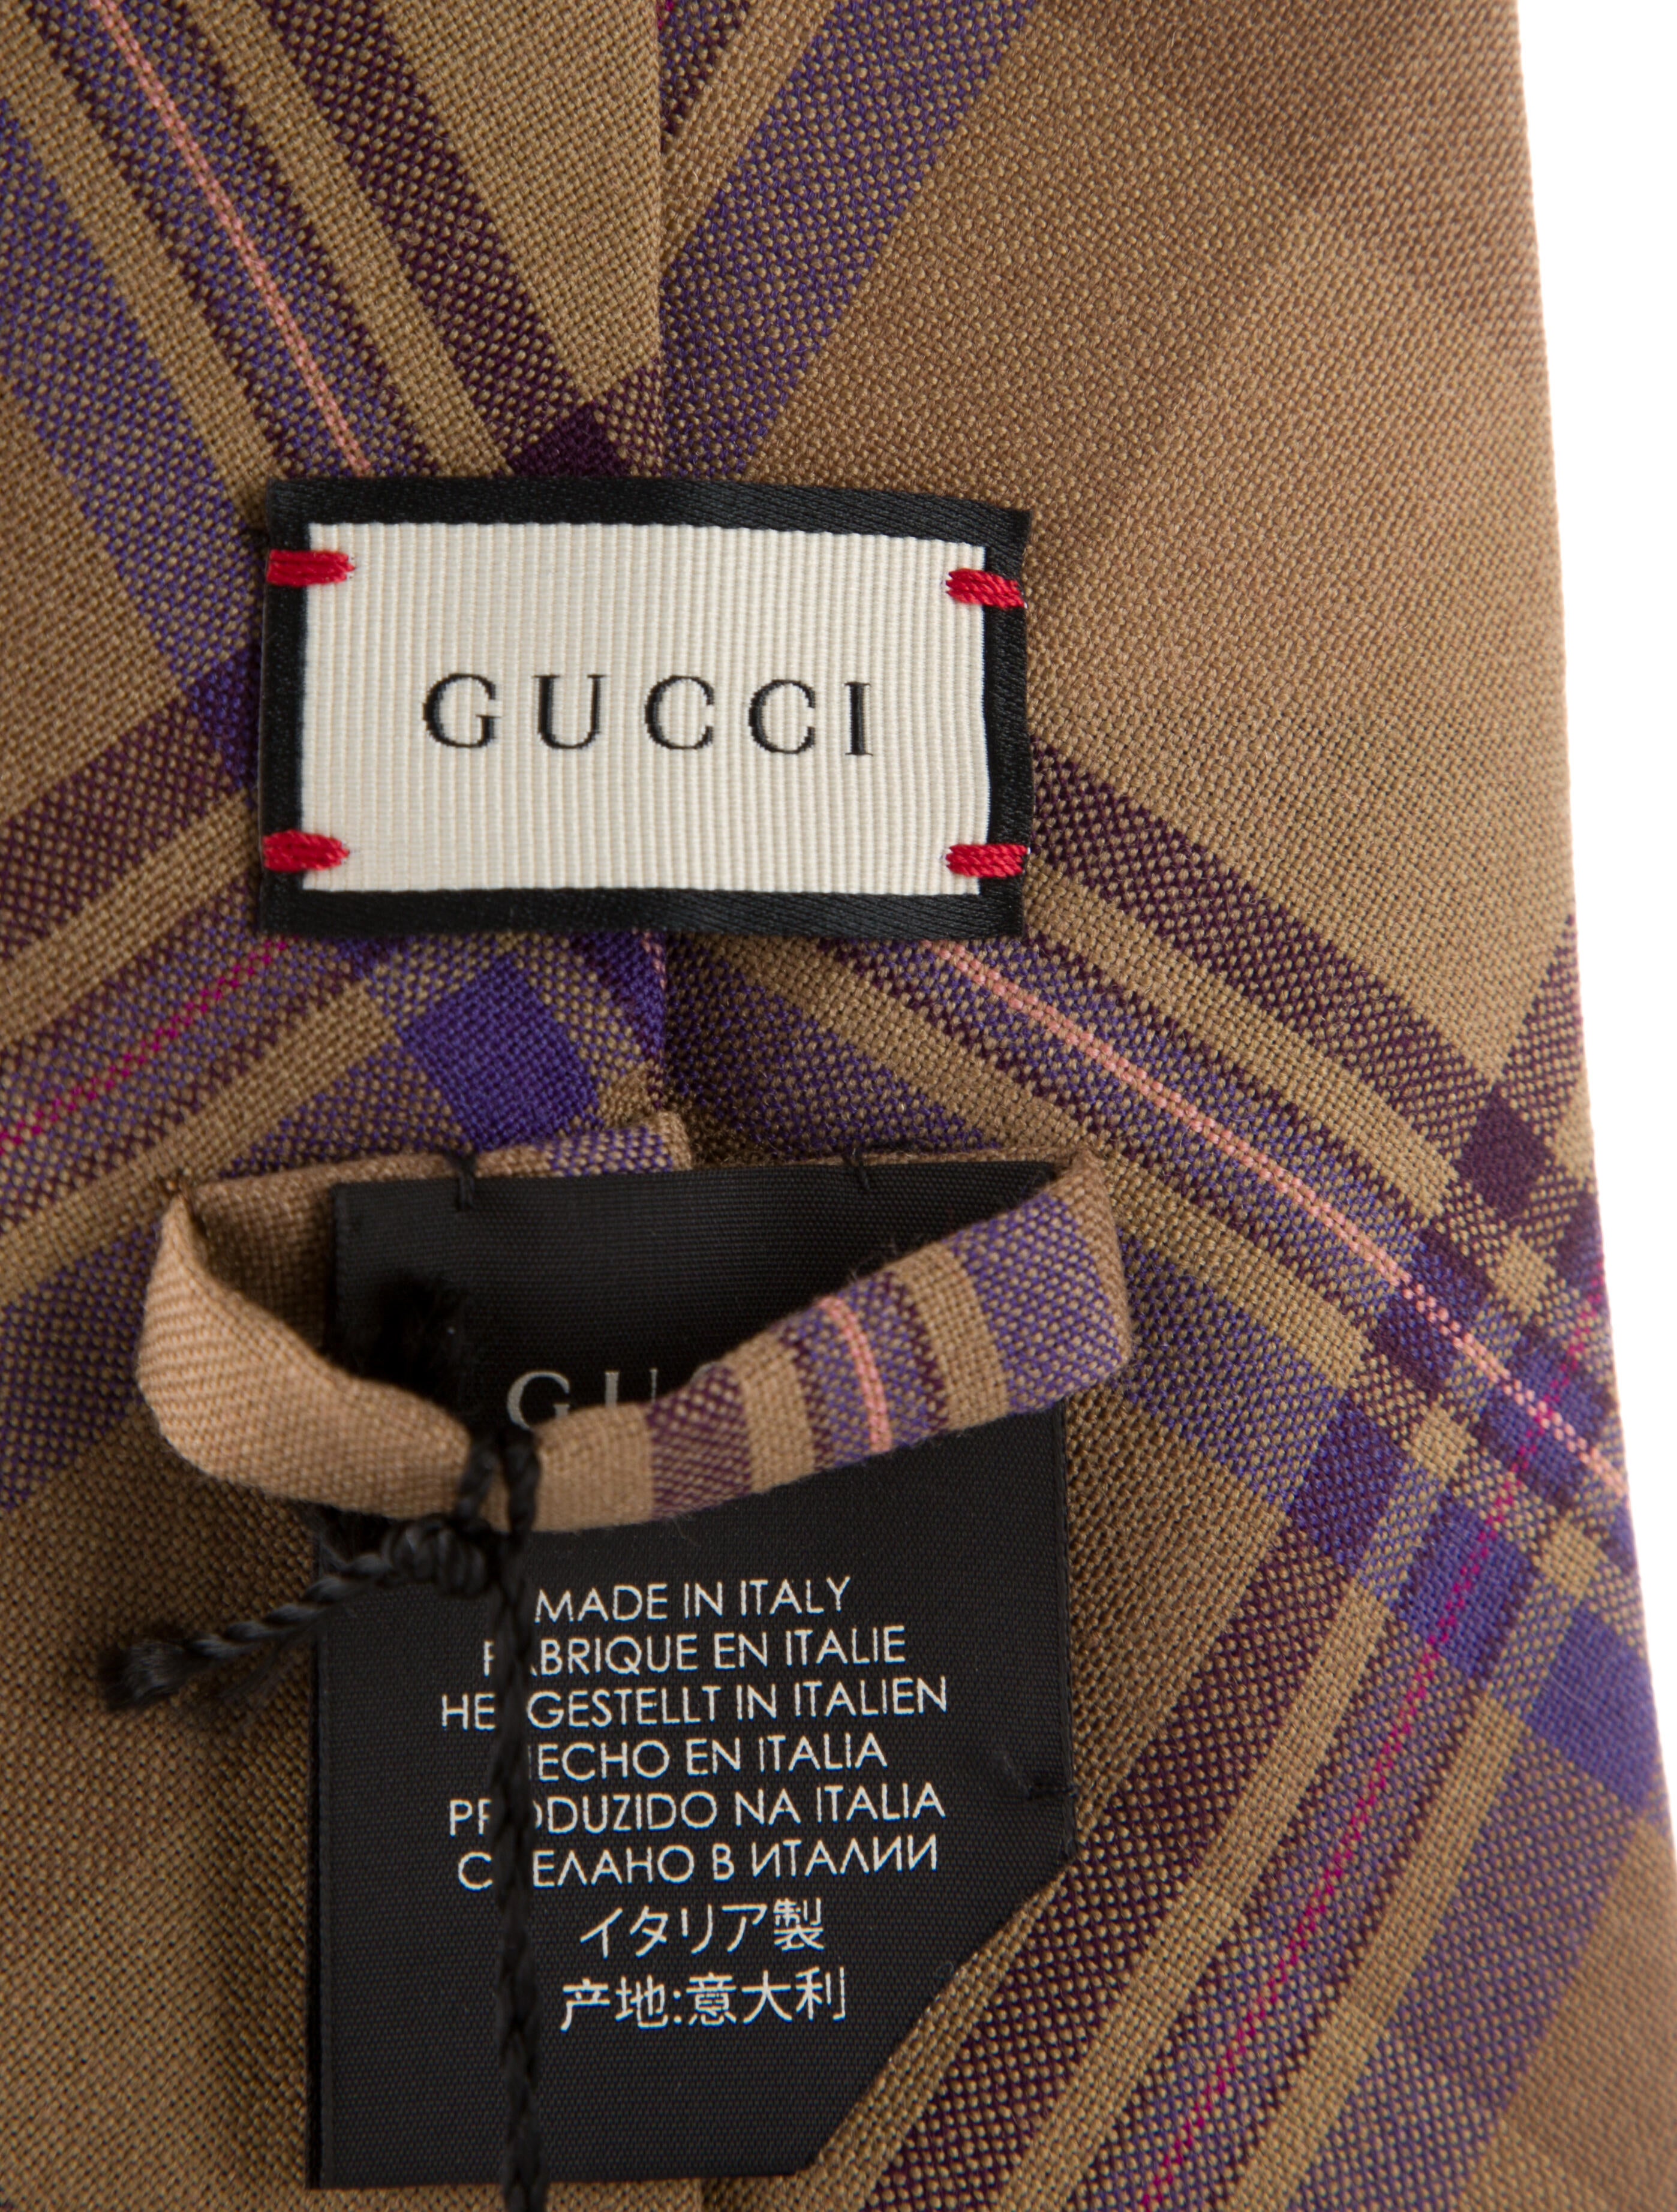 GUCCI
GU
MADE IN ITALY
FABRIQUE EN ITALIE
HERGESTELLT IN ITALIEN
HECHO EN ITALIA
PRODUZIDO NA ITALIA
СДЕЛАНО В ИТАЛИИ
イタリア製
产地:意大利